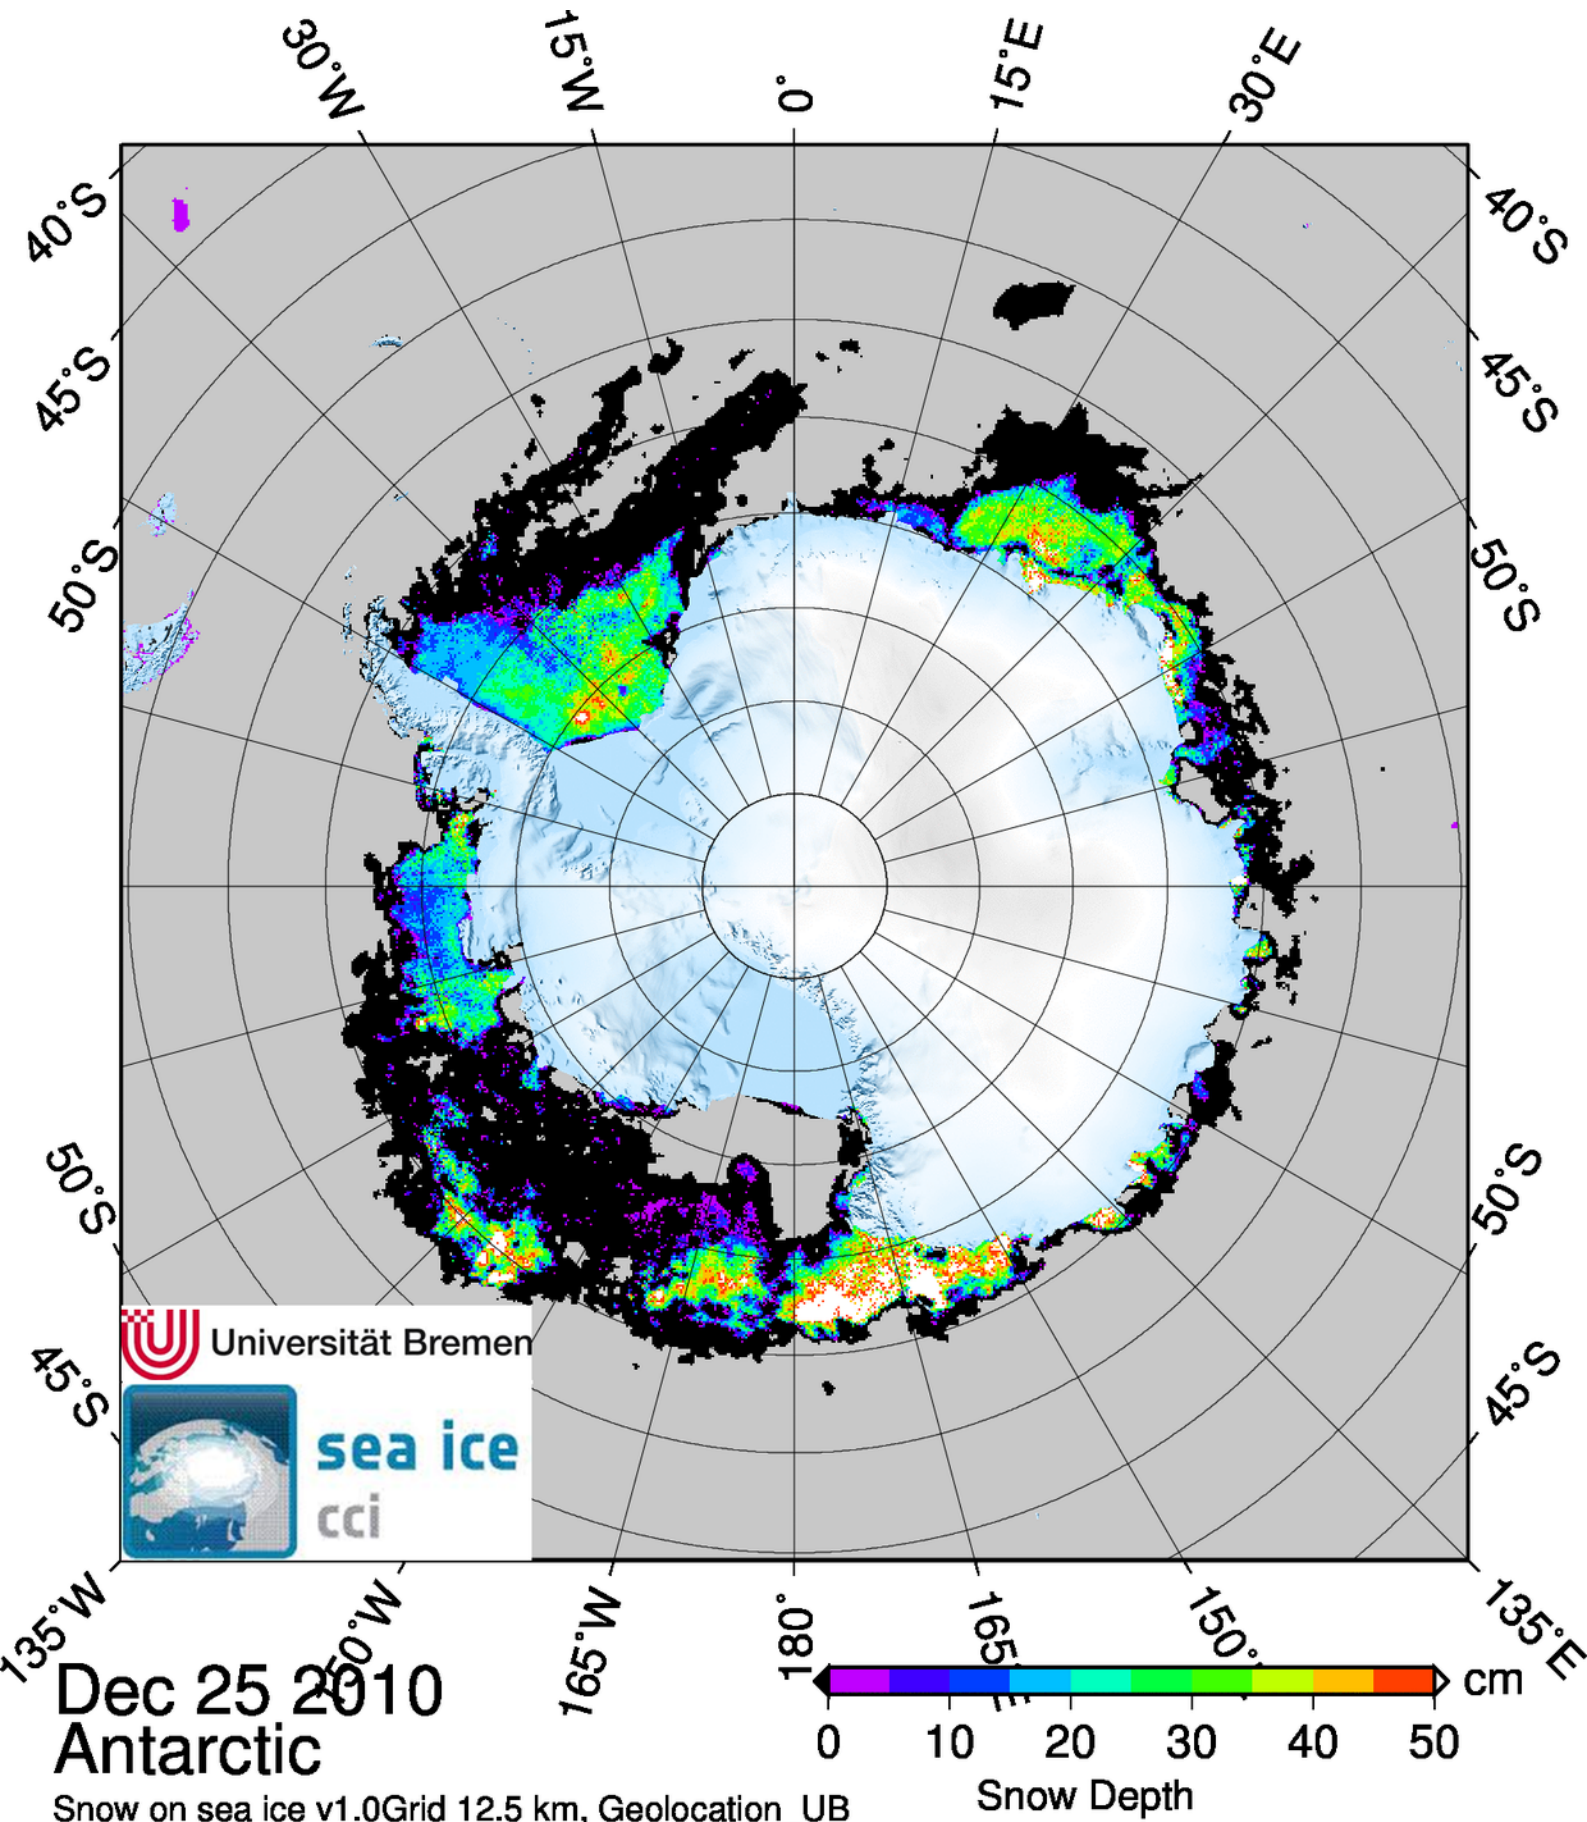 30°W 15°W 0° 15°E 30°E
40°S 40°S
45°S 45°S
50°S 50°S
50°S 50°S
45°S 45°S
Universität Bremen
sea ice
cci
135°W 165°W 180° 135°E
Dec 25 2010
Antarctic
Snow on sea ice v1.0Grid 12.5 km, Geolocation UB
cm
0 10 20 30 40 50
Snow Depth